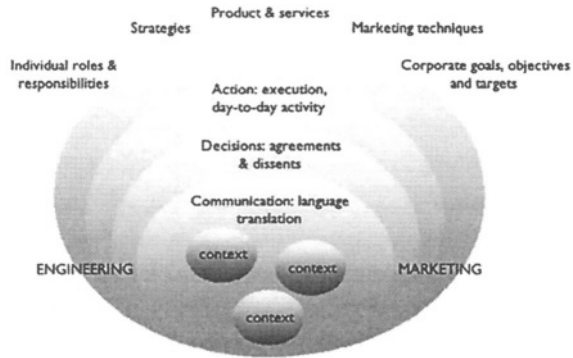 Product & services
Strategies
Marketing techniques
Individual roles &
responsibilities
Corporate goals, objectives
and targets
Action: execution,
day-to-day activity
Decisions: agreements
& dissents
Communication: language
translation
context
context
ENGINEERING
MARKETING
context